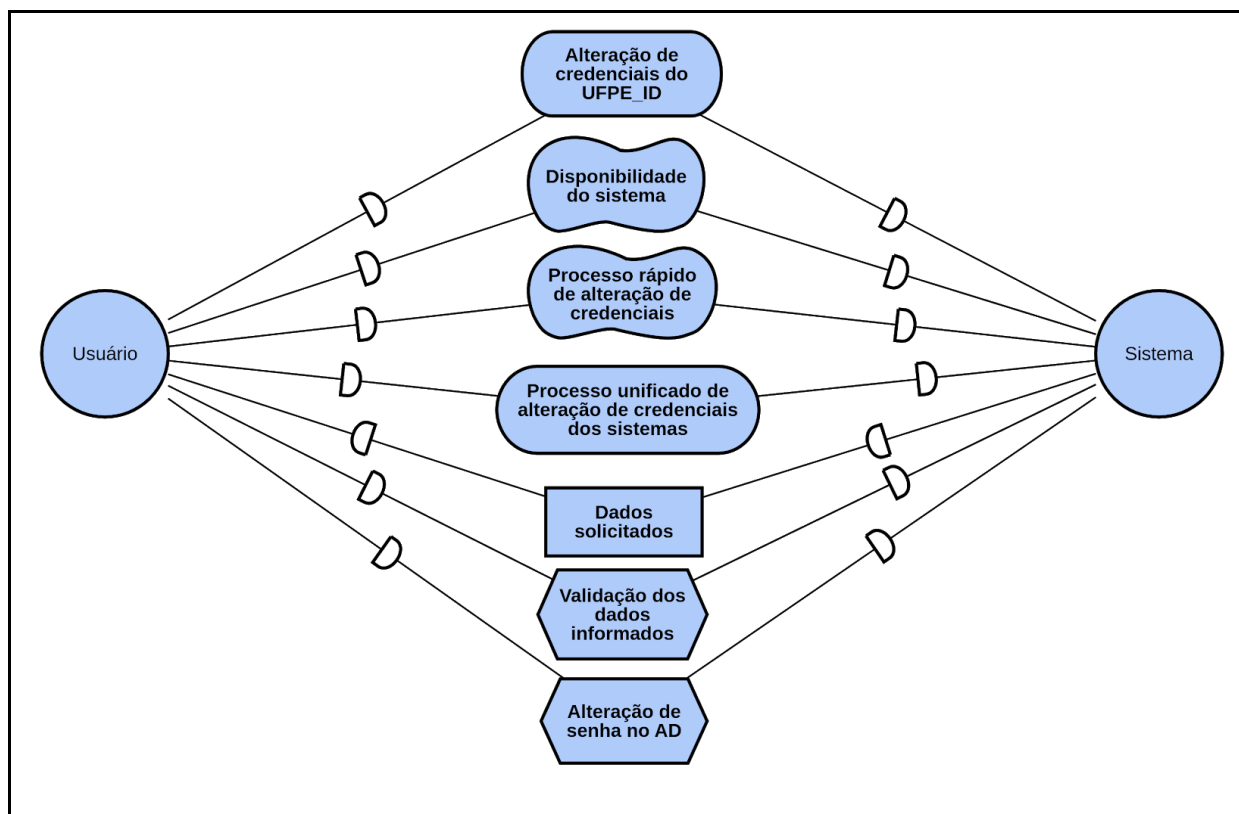 Alteração de
credenciais do
UFPE_ID
Disponibilidade
do sistema
Processo rápido
de alteração de
credenciais
Usuário
Sistema
Processo unificado de
alteração de credenciais
dos sistemas
Dados
solicitados
Validação dos
dados
informados
Alteração de
senha no AD